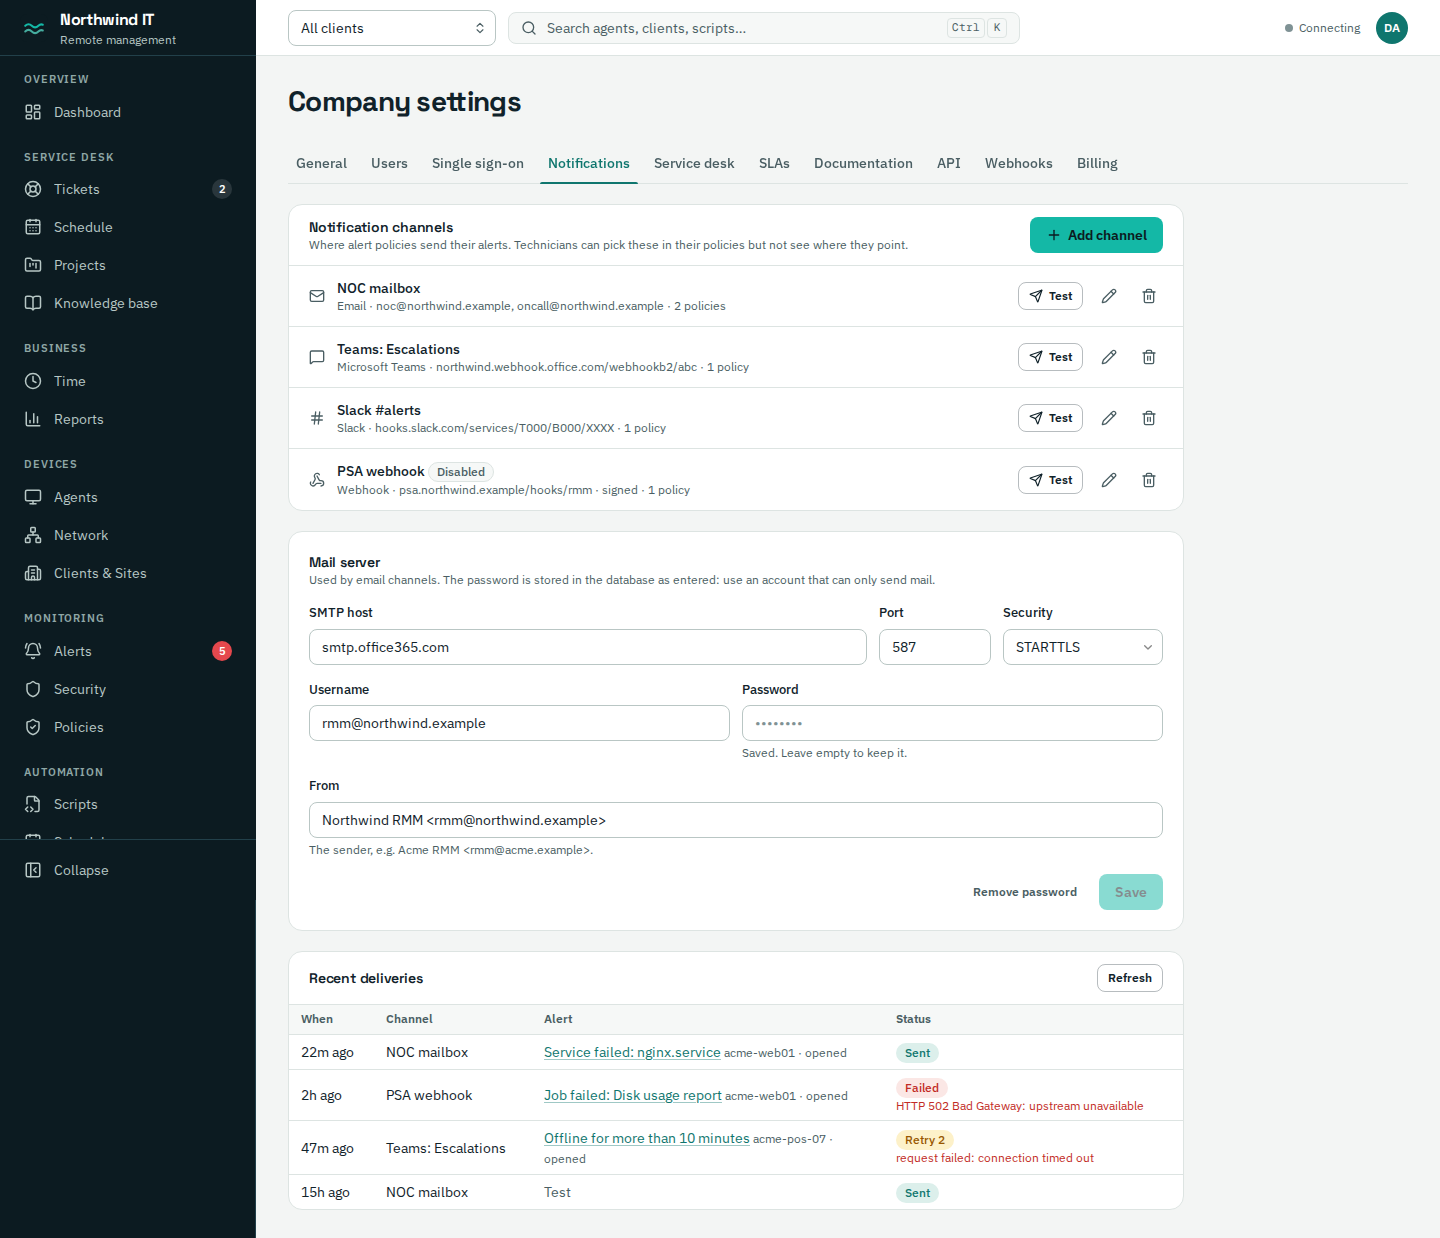 Northwind IT
Remote management
All clients
Search agents, clients, scripts...
Ctrl K
Connecting
DA
OVERVIEW
Dashboard
SERVICE DESK
Tickets 2
Schedule
Projects
Knowledge base
BUSINESS
Time
Reports
DEVICES
Agents
Network
Clients & Sites
MONITORING
Alerts 5
Security
Policies
AUTOMATION
Scripts
Collapse
Company settings
General Users Single sign-on Notifications Service desk SLAs Documentation API Webhooks Billing
Notification channels
Where alert policies send their alerts. Technicians can pick these in their policies but not see where they point.
Add channel
NOC mailbox
Email · noc@northwind.example, oncall@northwind.example · 2 policies
Test
Teams: Escalations
Microsoft Teams · northwind.webhook.office.com/webhookb2/abc · 1 policy
Test
Slack #alerts
Slack · hooks.slack.com/services/T000/B000/XXXX · 1 policy
Test
PSA webhook Disabled
Webhook · psa.northwind.example/hooks/rmm · signed · 1 policy
Test
Mail server
Used by email channels. The password is stored in the database as entered: use an account that can only send mail.
SMTP host Port Security
smtp.office365.com 587 STARTTLS
Username Password
rmm@northwind.example ••••••••
Saved. Leave empty to keep it.
From
Northwind RMM <rmm@northwind.example>
The sender, e.g. Acme RMM <rmm@acme.example>.
Remove password Save
Recent deliveries
Refresh
When Channel Alert Status
22m ago NOC mailbox Service failed: nginx.service acme-web01 · opened Sent
2h ago PSA webhook Job failed: Disk usage report acme-web01 · opened Failed
HTTP 502 Bad Gateway: upstream unavailable
47m ago Teams: Escalations Offline for more than 10 minutes acme-pos-07 · opened Retry 2
request failed: connection timed out
15h ago NOC mailbox Test Sent